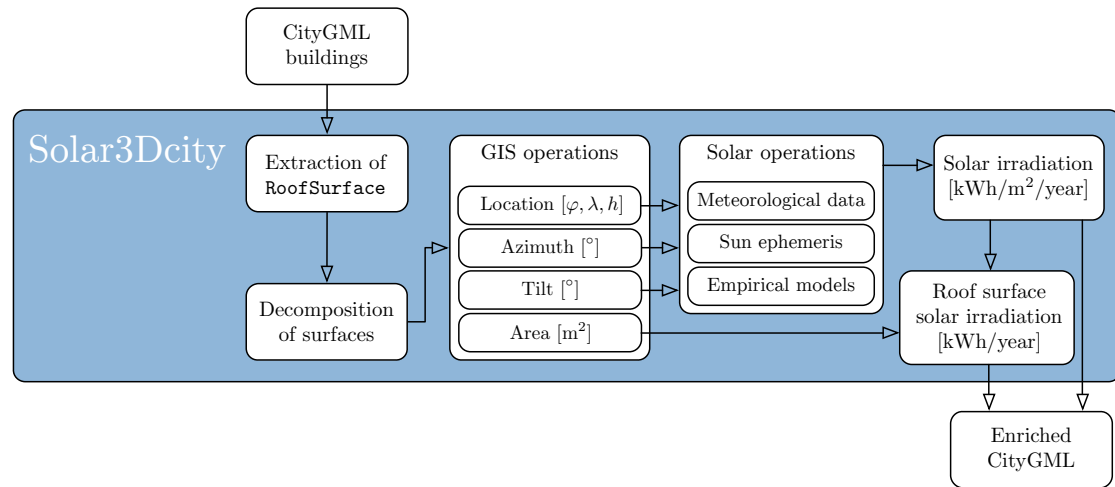 CityGML
buildings
Solar3Dcity
Extraction of
RoofSurface
Decomposition
of surfaces
GIS operations
Location [φ, λ, h]
Azimuth [°]
Tilt [°]
Area [m²]
Solar operations
Meteorological data
Sun ephemeris
Empirical models
Solar irradiation
[kWh/m²/year]
Roof surface
solar irradiation
[kWh/year]
Enriched
CityGML